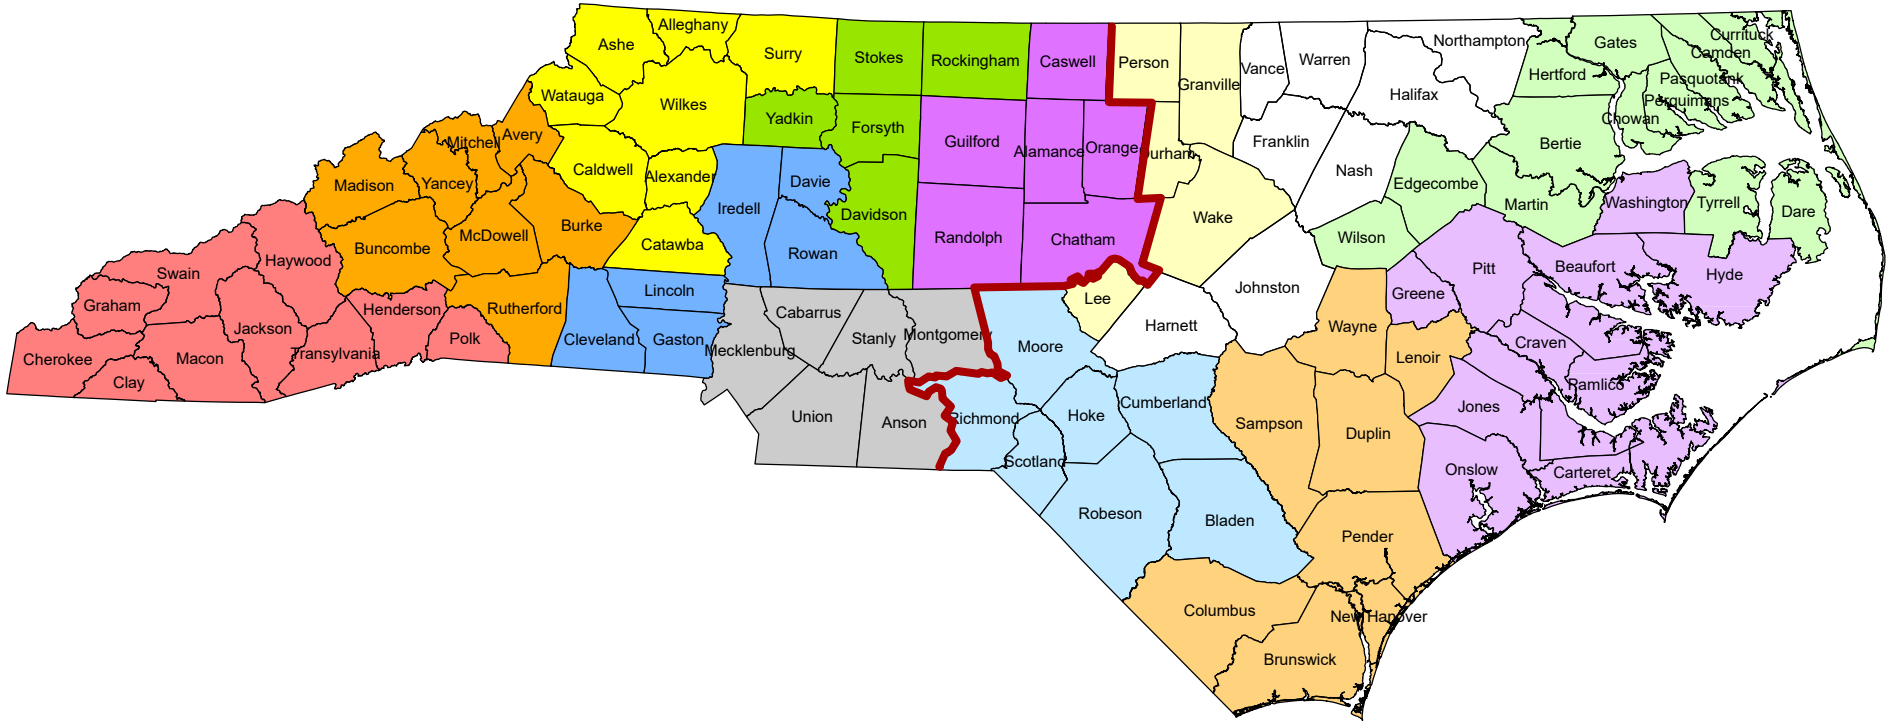 Alleghany
Ashe
Surry
Stokes
Rockingham
Caswell
Person
Granville
Vance
Warren
Northampton
Gates
Currituck
Camden
Hertford
Pasquotank
Perquimans
Chowan
Watauga
Wilkes
Yadkin
Forsyth
Halifax
Mitchell
Avery
Guilford
Alamance
Orange
Durham
Franklin
Bertie
Madison
Yancey
Caldwell
Alexander
Davie
Nash
Edgecombe
Iredell
Davidson
Wake
Martin
Washington
Tyrrell
Dare
Buncombe
McDowell
Burke
Catawba
Rowan
Randolph
Chatham
Wilson
Swain
Haywood
Pitt
Beaufort
Hyde
Graham
Henderson
Rutherford
Lincoln
Lee
Johnston
Greene
Cherokee
Jackson
Macon
Transylvania
Polk
Cleveland
Gaston
Mecklenburg
Cabarrus
Stanly
Montgomery
Moore
Harnett
Wayne
Lenoir
Craven
Clay
Union
Anson
Richmond
Hoke
Cumberland
Sampson
Duplin
Jones
Ramlico
Scotland
Onslow
Carteret
Robeson
Bladen
Pender
Columbus
New Hanover
Brunswick